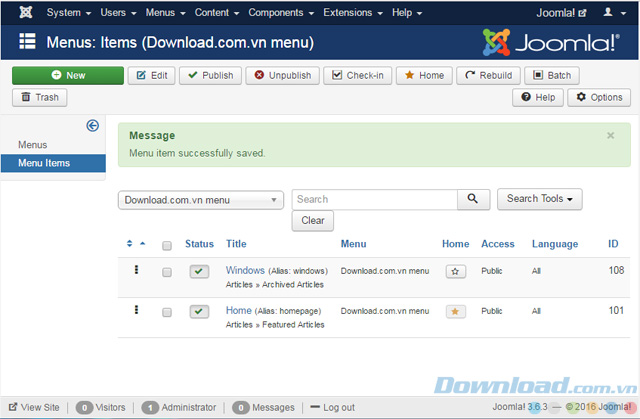 System Users Menus Content Components Extensions Help Joomla!
Menus: Items (Download.com.vn menu) Joomla!®
New Edit Publish Unpublish Check-in Home Rebuild Batch
Trash Help Options
Menus
Menu Items
Message ×
Menu item successfully saved.
Download.com.vn menu Search Search Tools
Clear
Status Title Menu Home Access Language ID
Windows (Alias: windows) Download.com.vn menu Public All 108
Articles » Archived Articles
Home (Alias: homepage) Download.com.vn menu Public All 101
Articles » Featured Articles
Download.com.vn
View Site 0 Visitors 1 Administrator 0 Messages Log out Joomla! 3.6.3 — © 2016 Joomla!